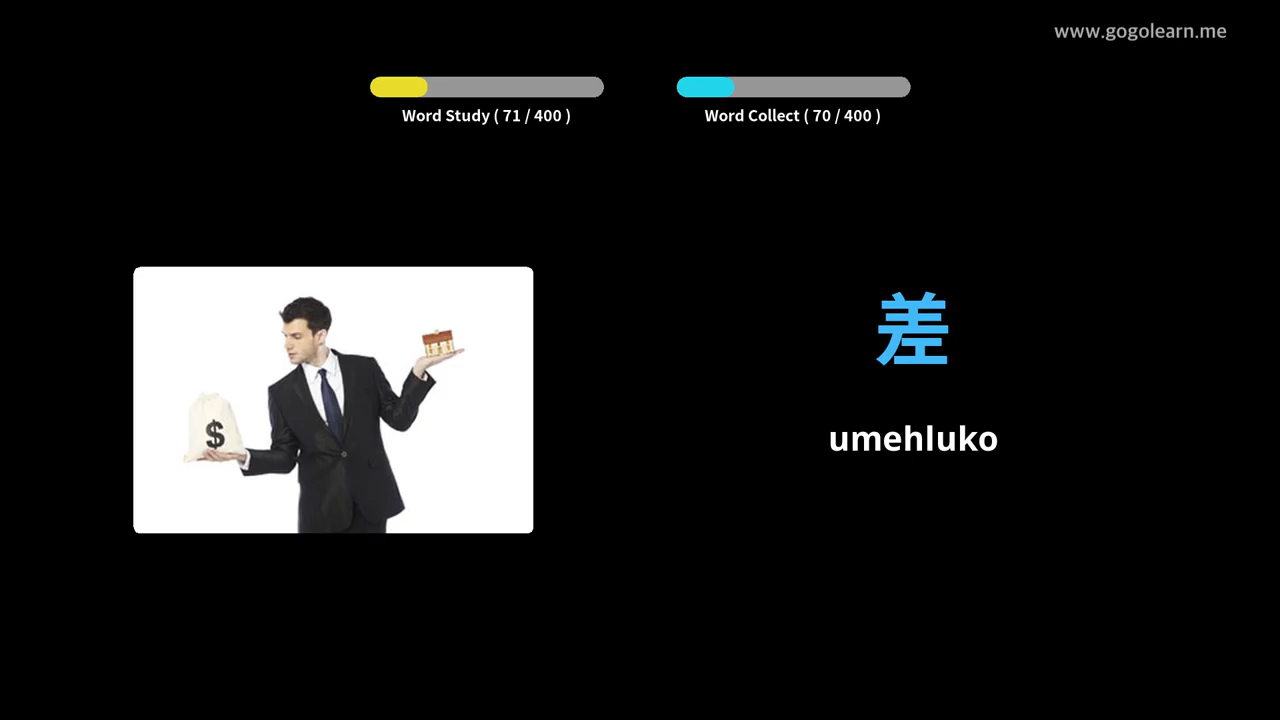 www.gogolearn.me
Word Study ( 71 / 400 )
Word Collect ( 70 / 400 )
$
差
umehluko